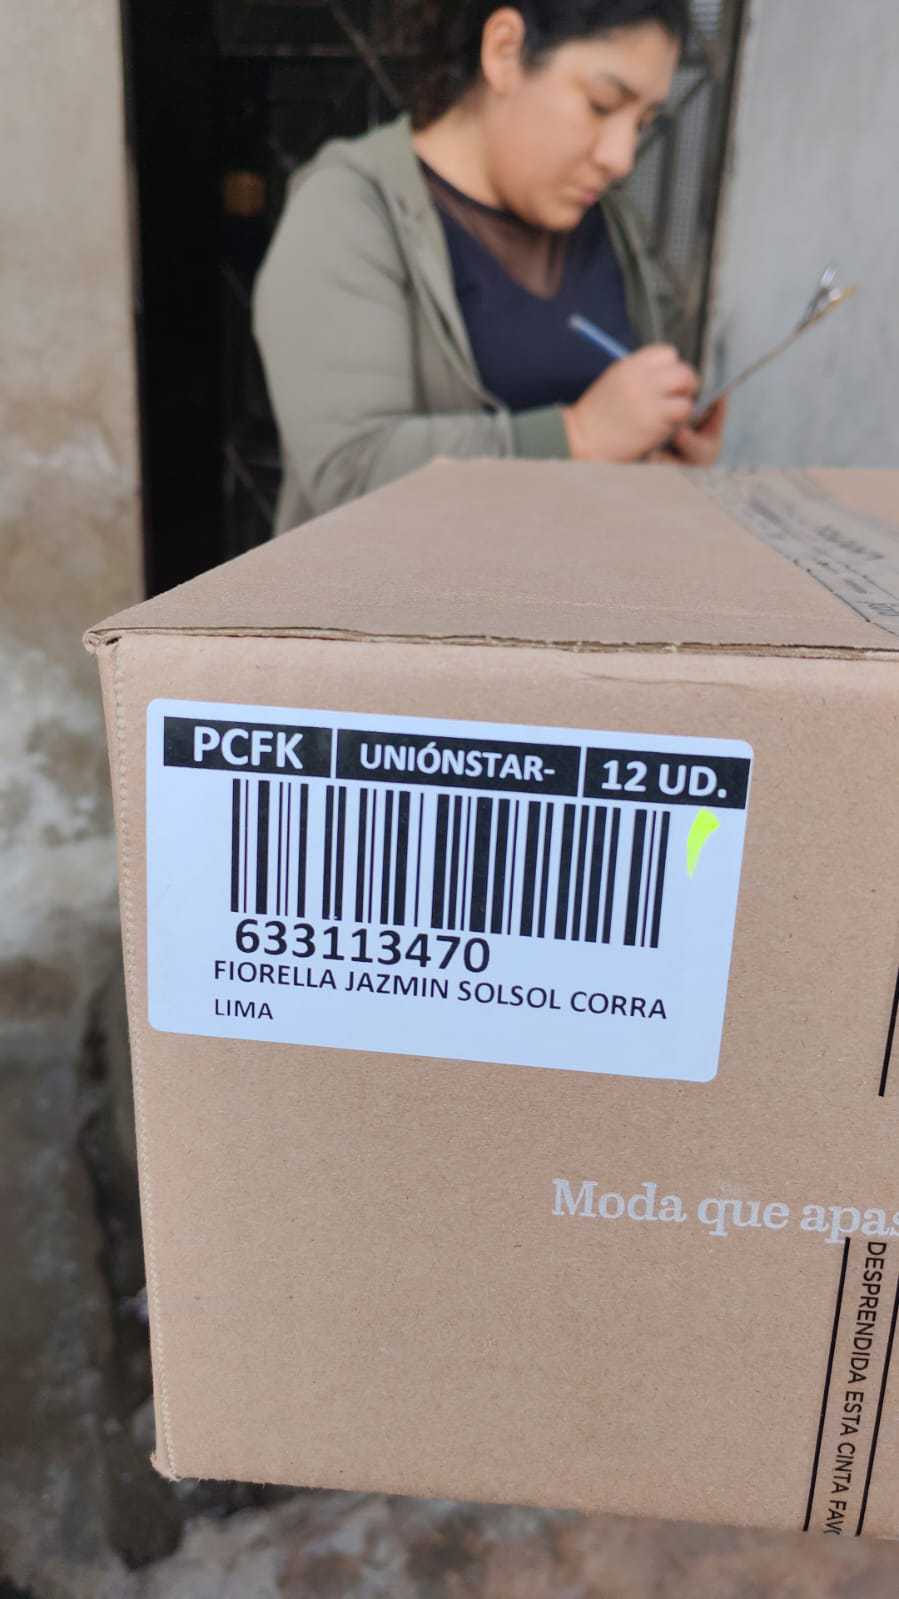 PCFK UNIÓNSTAR- 12 UD.
633113470
FIORELLA JAZMIN SOLSOL CORRA
LIMA
Moda que apas
DESPRENDIDA ESTA CINTA FAV